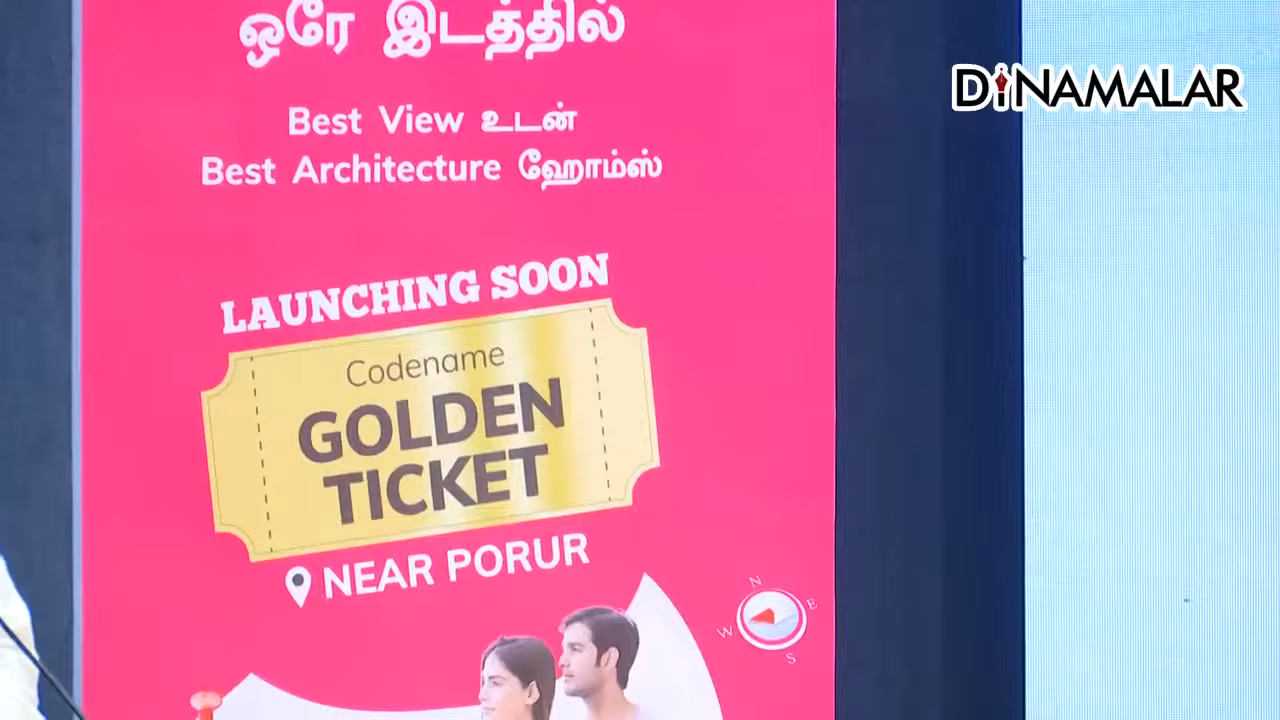 ஒரே இடத்தில்
DINAMALAR
Best View உடன்
Best Architecture ஹோம்ஸ்
LAUNCHING SOON
Codename
GOLDEN
TICKET
NEAR PORUR
N
E
W
S